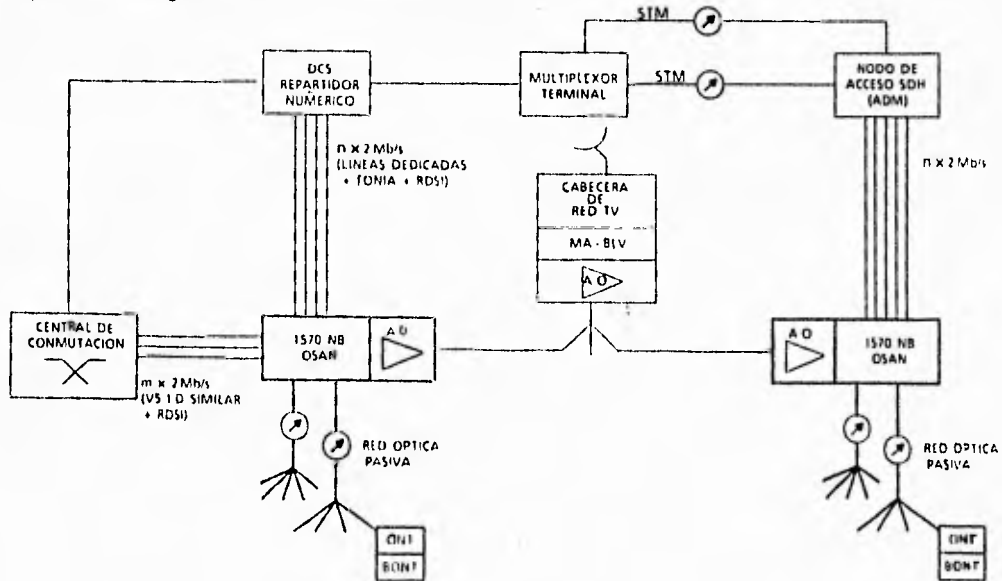 STM
DCS
REPARTIDOR
NUMERICO
MULTIPLEXOR
TERMINAL
STM
NODO DE
ACCESO SDH
(ADM)
n x 2 Mb/s
(LINEAS DEDICADAS
+ TONIA + RDSI)
n x 2 Mb/s
CABECERA
DE
RED TV
MA - BLV
A O
CENTRAL DE
CONMUTACION
1570 NB
OSAN
A O
A O
1570 NB
OSAN
m x 2 Mb/s
(V5 1 D SIMILAR
+ RDSI)
RED OPTICA
PASIVA
RED OPTICA
PASIVA
ONT
BONT
ONT
BONT